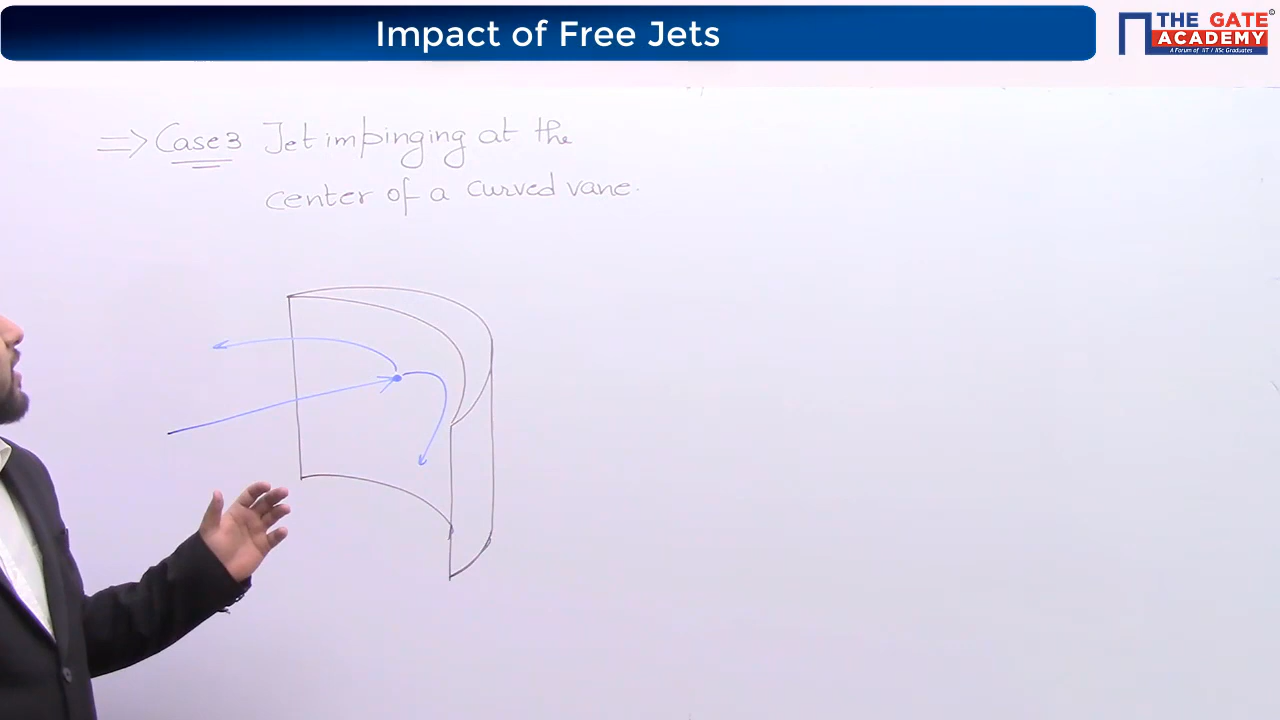 Impact of Free Jets
THE GATE
ACADEMY
A Forum of IIT / IISc Graduates
©
=> Case 3 Jet impinging at the
center of a curved vane.